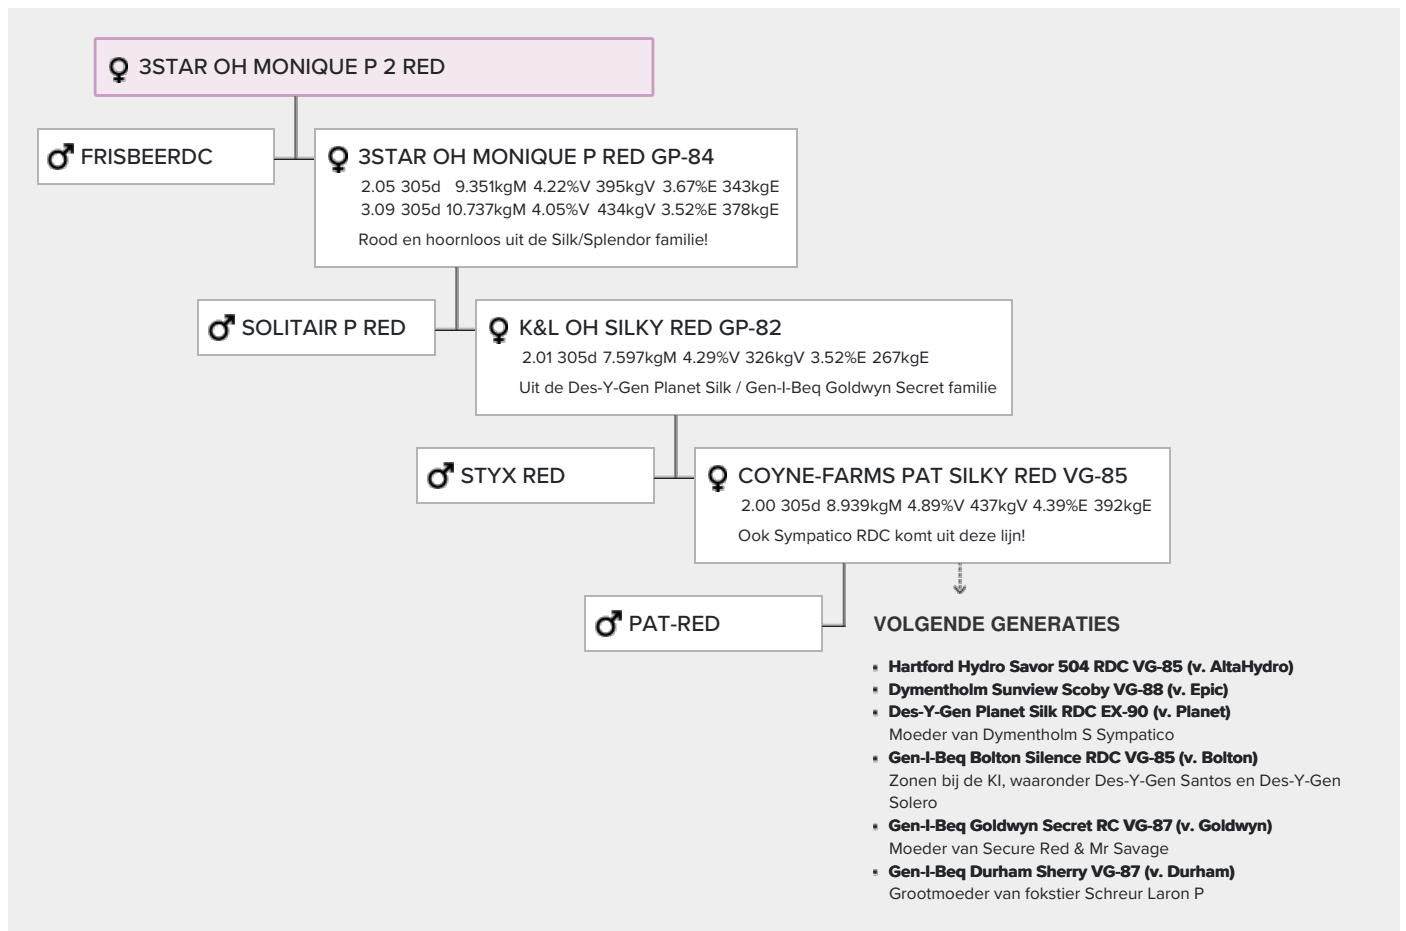 3STAR OH MONIQUE P 2 RED
FRISBEERDC
3STAR OH MONIQUE P RED GP-84
2.05 305d 9.351kgM 4.22%V 395kgV 3.67%E 343kgE
3.09 305d 10.737kgM 4.05%V 434kgV 3.52%E 378kgE
Rood en hoornloos uit de Silk/Splendor familie!
SOLITAIR P RED
K&L OH SILKY RED GP-82
2.01 305d 7.597kgM 4.29%V 326kgV 3.52%E 267kgE
Uit de Des-Y-Gen Planet Silk / Gen-I-Beq Goldwyn Secret familie
STYX RED
COYNE-FARMS PAT SILKY RED VG-85
2.00 305d 8.939kgM 4.89%V 437kgV 4.39%E 392kgE
Ook Sympatico RDC komt uit deze lijn!
PAT-RED
VOLGENDE GENERATIES
Hartford Hydro Savor 504 RDC VG-85 (v. AltaHydro)
Dymentholm Sunview Scoby VG-88 (v. Epic)
Des-Y-Gen Planet Silk RDC EX-90 (v. Planet)
Moeder van Dymentholm S Sympatico
Gen-I-Beq Bolton Silence RDC VG-85 (v. Bolton)
Zonen bij de KI, waaronder Des-Y-Gen Santos en Des-Y-Gen
Solero
Gen-I-Beq Goldwyn Secret RC VG-87 (v. Goldwyn)
Moeder van Secure Red & Mr Savage
Gen-I-Beq Durham Sherry VG-87 (v. Durham)
Grootmoeder van fokstier Schreur Laron P